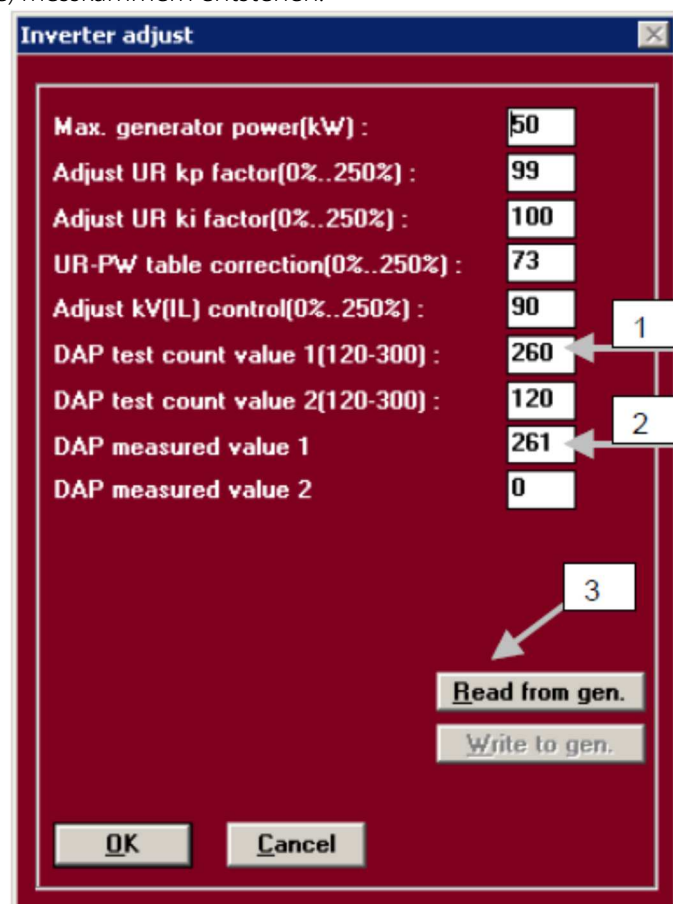 messkammern entstehen.
Inverter adjust
Max. generator power(kW) : 50
Adjust UR kp factor(0%..250%) : 99
Adjust UR ki factor(0%..250%) : 100
UR-PW table correction(0%..250%) : 73
Adjust kV(IL) control(0%..250%) : 90
1
DAP test count value 1(120-300) : 260
DAP test count value 2(120-300) : 120
2
DAP measured value 1 261
DAP measured value 2 0
3
Read from gen.
Write to gen.
OK Cancel